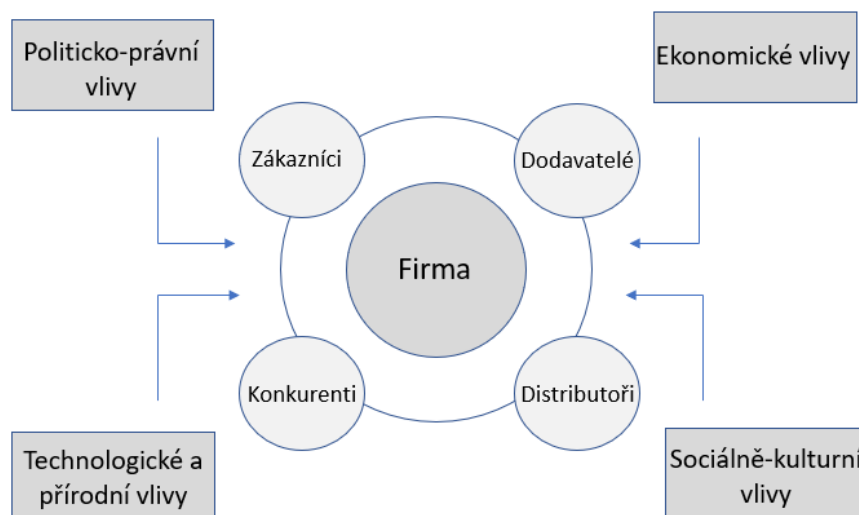 Politicko-právní
vlivy
Ekonomické vlivy
Zákazníci
Dodavatelé
Firma
Konkurenti
Distributoři
Technologické a
přírodní vlivy
Sociálně-kulturní
vlivy